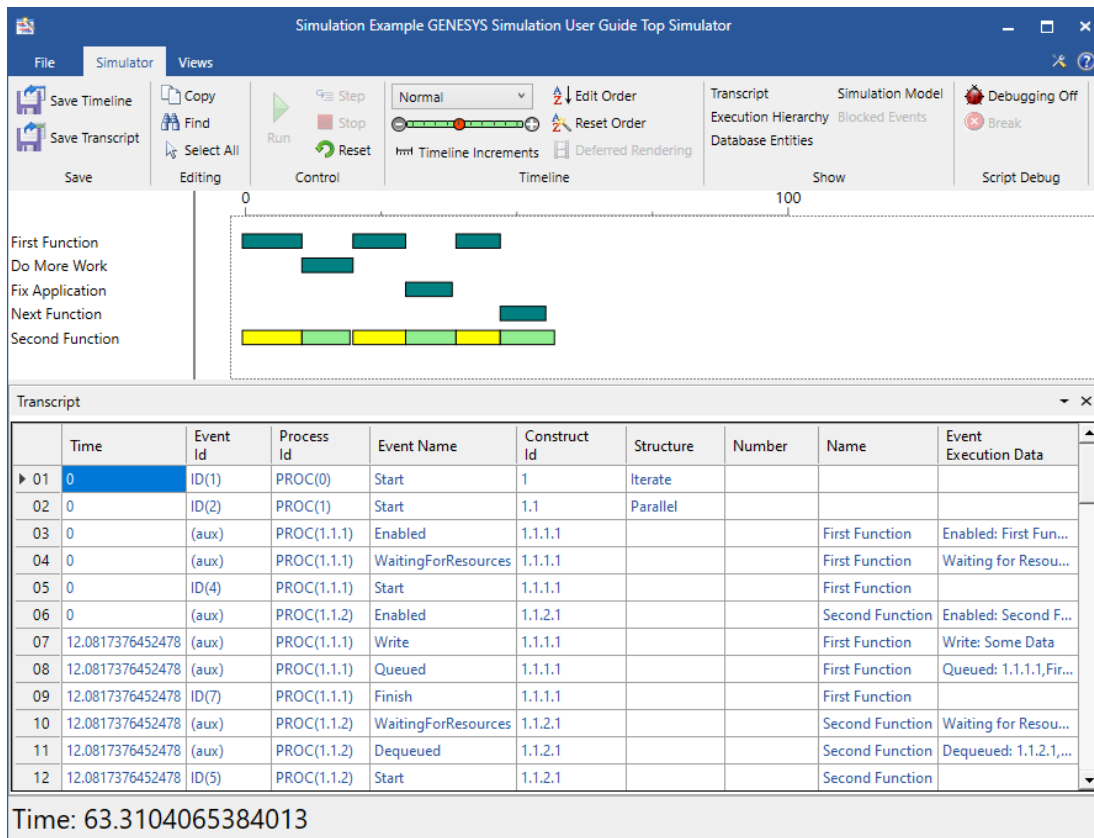 Simulation Example GENESYS Simulation User Guide Top Simulator
File Simulator Views
Save Timeline
Save Transcript
Save
Copy
Find
Select All
Editing
Run
Step
Stop
Reset
Control
Normal
Timeline Increments
Edit Order
Reset Order
Deferred Rendering
Timeline
Transcript Simulation Model
Execution Hierarchy Blocked Events
Database Entities
Show
Debugging Off
Break
Script Debug
0 100
First Function
Do More Work
Fix Application
Next Function
Second Function
Transcript
Time Event Id Process Id Event Name Construct Id Structure Number Name Event Execution Data
01 0 ID(1) PROC(0) Start 1 Iterate
02 0 ID(2) PROC(1) Start 1.1 Parallel
03 0 (aux) PROC(1.1.1) Enabled 1.1.1.1 First Function Enabled: First Fun...
04 0 (aux) PROC(1.1.1) WaitingForResources 1.1.1.1 First Function Waiting for Resou...
05 0 ID(4) PROC(1.1.1) Start 1.1.1.1 First Function
06 0 (aux) PROC(1.1.2) Enabled 1.1.2.1 Second Function Enabled: Second F...
07 12.0817376452478 (aux) PROC(1.1.1) Write 1.1.1.1 First Function Write: Some Data
08 12.0817376452478 (aux) PROC(1.1.1) Queued 1.1.1.1 First Function Queued: 1.1.1.1,Fir...
09 12.0817376452478 ID(7) PROC(1.1.1) Finish 1.1.1.1 First Function
10 12.0817376452478 (aux) PROC(1.1.2) WaitingForResources 1.1.2.1 Second Function Waiting for Resou...
11 12.0817376452478 (aux) PROC(1.1.2) Dequeued 1.1.2.1 Second Function Dequeued: 1.1.2.1,...
12 12.0817376452478 ID(5) PROC(1.1.2) Start 1.1.2.1 Second Function
Time: 63.3104065384013